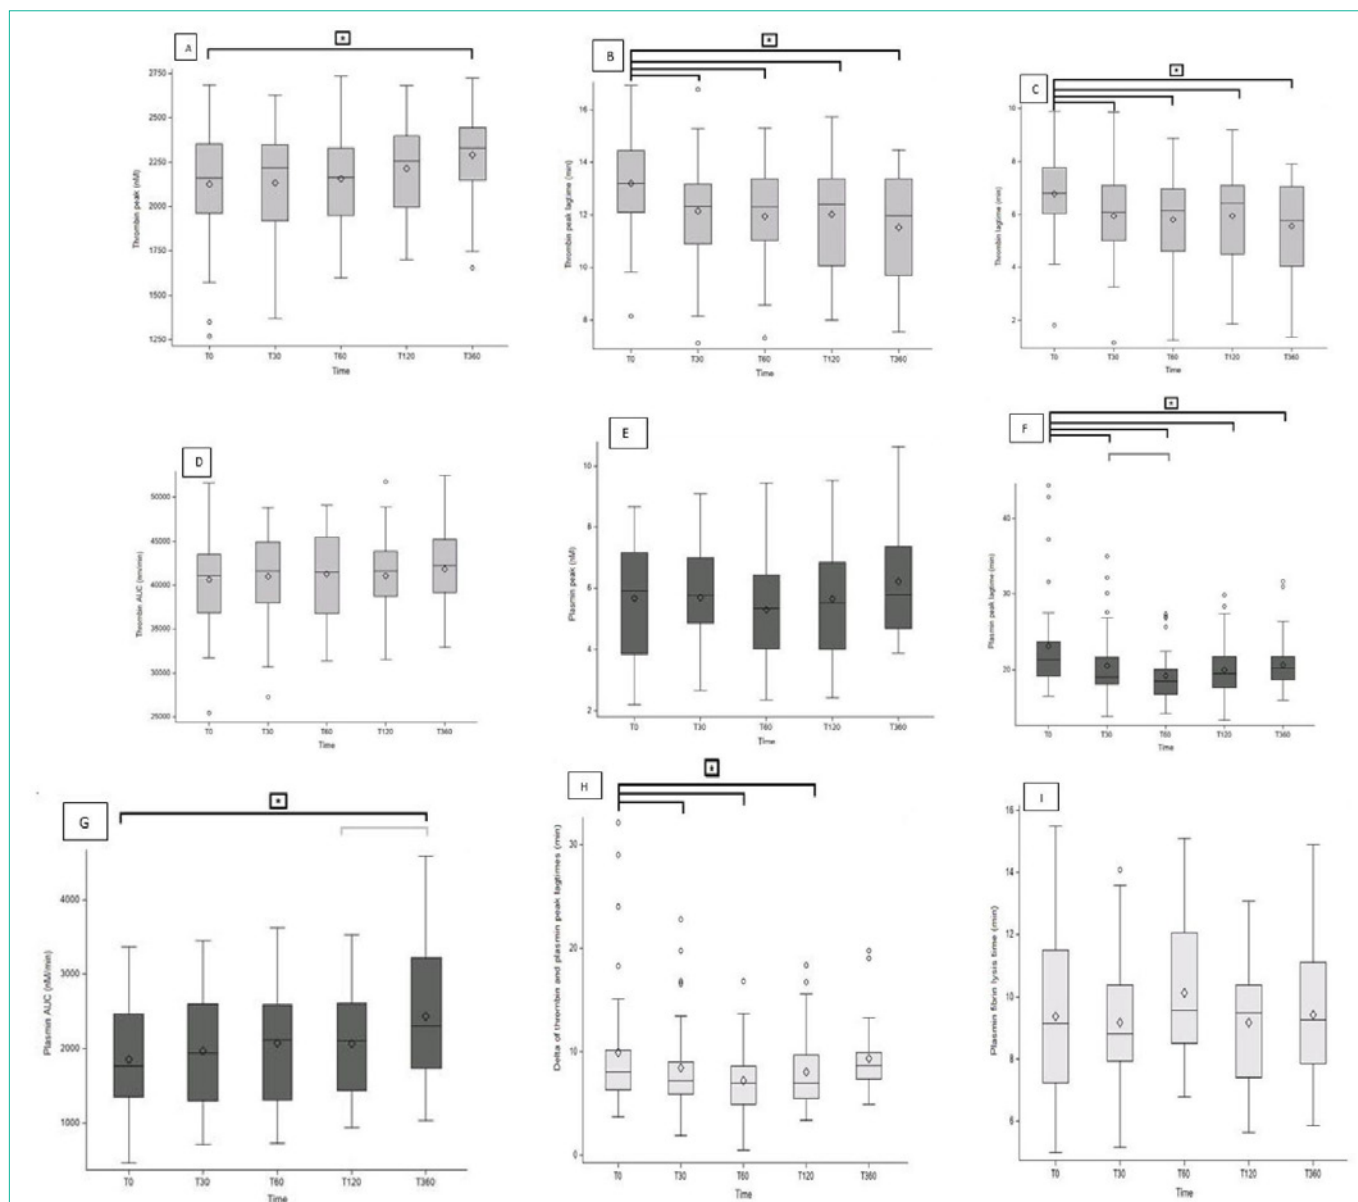 A
*
Thrombin peak (nM)
2750
2500
2250
2000
1750
1500
1250
T0 T30 T60 T120 T360
Time
B
*
Thrombin peak lagtime (min)
16
14
12
10
8
T0 T30 T60 T120 T360
Time
C
*
Thrombin lagtime (min)
10
8
6
4
2
T0 T30 T60 T120 T360
Time
D
Thrombin AUC (nm/min)
50000
45000
40000
35000
30000
25000
T0 T30 T60 T120 T360
Time
E
Plasmin peak (nM)
10
8
6
4
2
T0 T30 T60 T120 T360
Time
F
*
Plasmin peak lagtime (min)
40
30
20
T0 T30 T60 T120 T360
Time
G
*
Plasmin AUC (nM/min)
4000
3000
2000
1000
T0 T30 T60 T120 T360
Time
H
*
Delta of thrombin and plasmin peak lagtimes (min)
30
20
10
0
T0 T30 T60 T120 T360
Time
I
Plasmin fibrin lysis time (min)
16
14
12
10
8
6
T0 T30 T60 T120 T360
Time